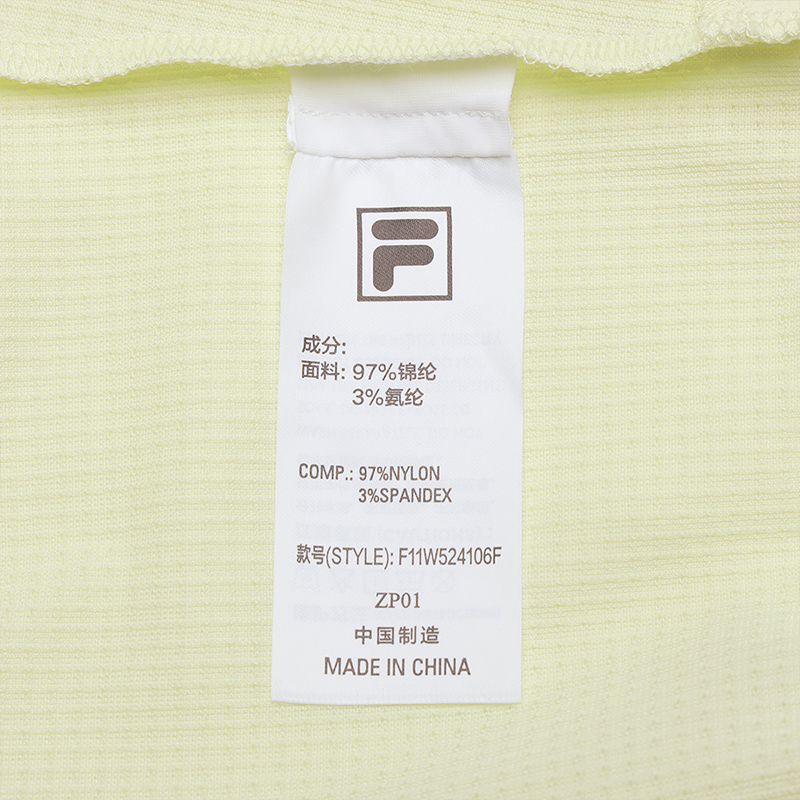 F
成分:
面料: 97%锦纶
3%氨纶
COMP.: 97%NYLON
3%SPANDEX
款号(STYLE): F11W524106F
ZP01
中国制造
MADE IN CHINA